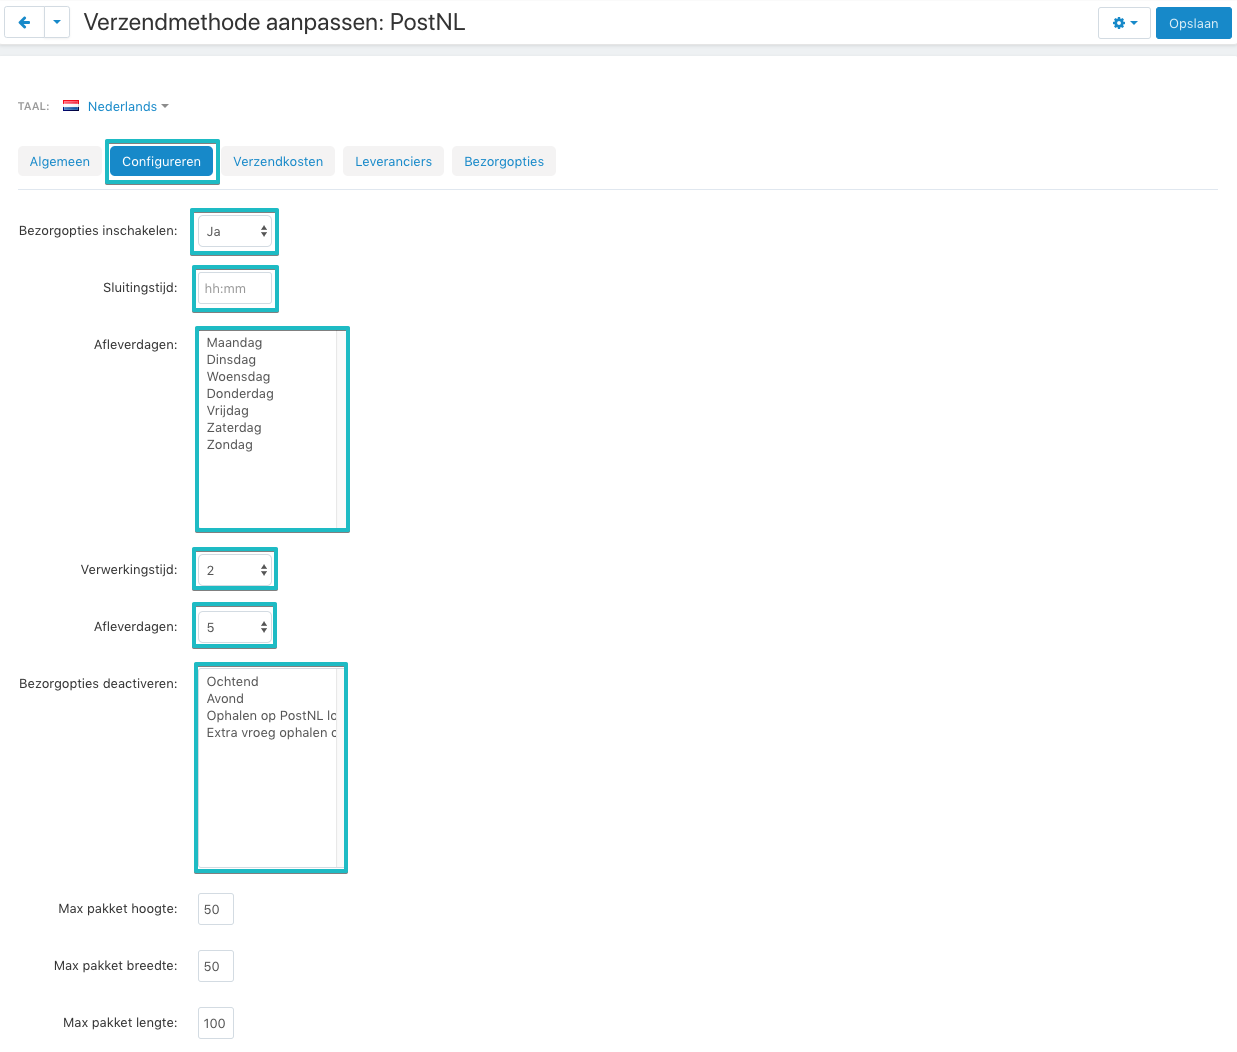 Verzendmethode aanpassen: PostNL
Opslaan
TAAL: Nederlands
Algemeen Configureren Verzendkosten Leveranciers Bezorgopties
Bezorgopties inschakelen: Ja
Sluitingstijd: hh:mm
Afleverdagen: Maandag
Dinsdag
Woensdag
Donderdag
Vrijdag
Zaterdag
Zondag
Verwerkingstijd: 2
Afleverdagen: 5
Bezorgopties deactiveren: Ochtend
Avond
Ophalen op PostNL
Extra vroeg ophalen
Max pakket hoogte: 50
Max pakket breedte: 50
Max pakket lengte: 100